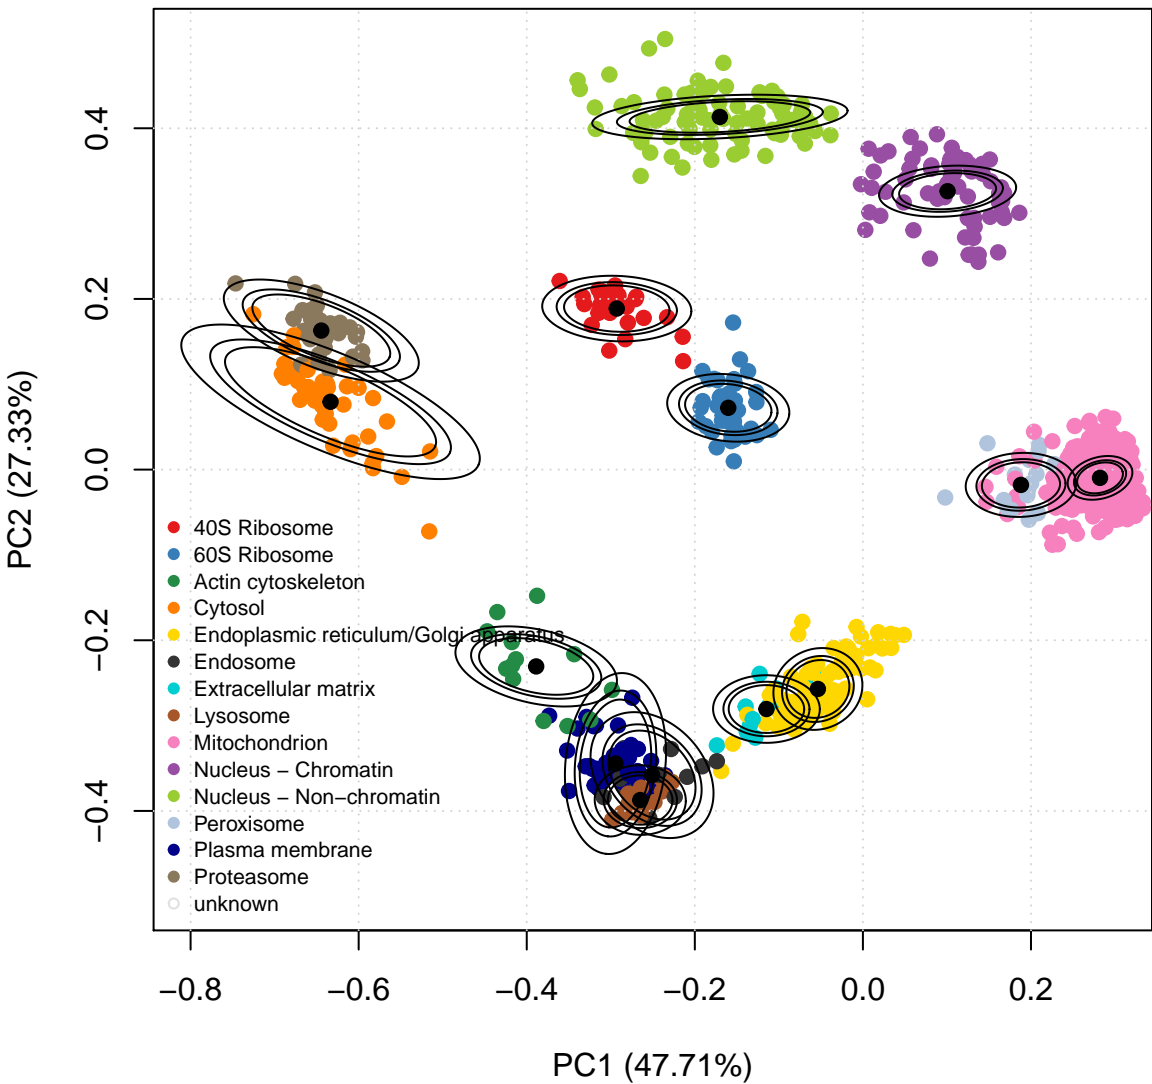 0.4
0.2
0.0
−0.2
−0.4
PC2 (27.33%)
40S Ribosome
60S Ribosome
Actin cytoskeleton
Cytosol
Endoplasmic reticulum/Golgi apparatus
Endosome
Extracellular matrix
Lysosome
Mitochondrion
Nucleus − Chromatin
Nucleus − Non−chromatin
Peroxisome
Plasma membrane
Proteasome
unknown
−0.8 −0.6 −0.4 −0.2 0.0 0.2
PC1 (47.71%)